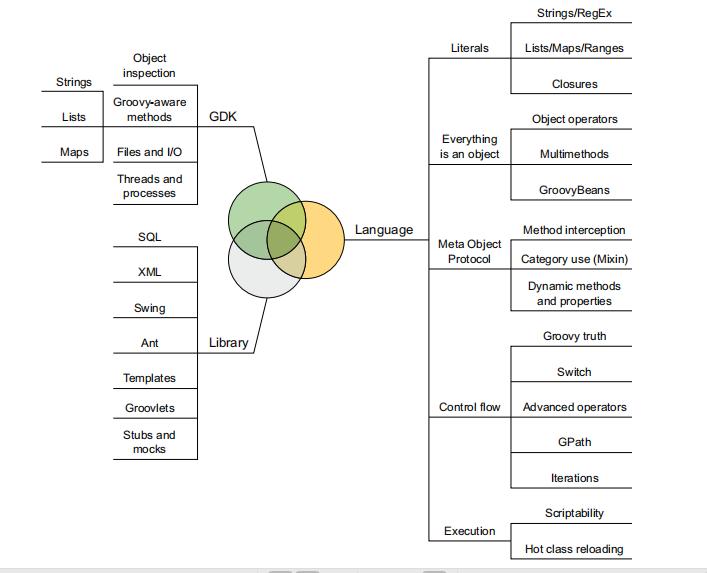 Object
inspection
Strings
Groovy-aware
methods
Lists
GDK
Maps
Files and I/O
Threads and
processes
SQL
XML
Swing
Ant
Library
Templates
Groovlets
Stubs and
mocks
Language
Literals
Strings/RegEx
Lists/Maps/Ranges
Closures
Everything
is an object
Object operators
Multimethods
GroovyBeans
Meta Object
Protocol
Method interception
Category use (Mixin)
Dynamic methods
and properties
Control flow
Groovy truth
Switch
Advanced operators
GPath
Iterations
Execution
Scriptability
Hot class reloading